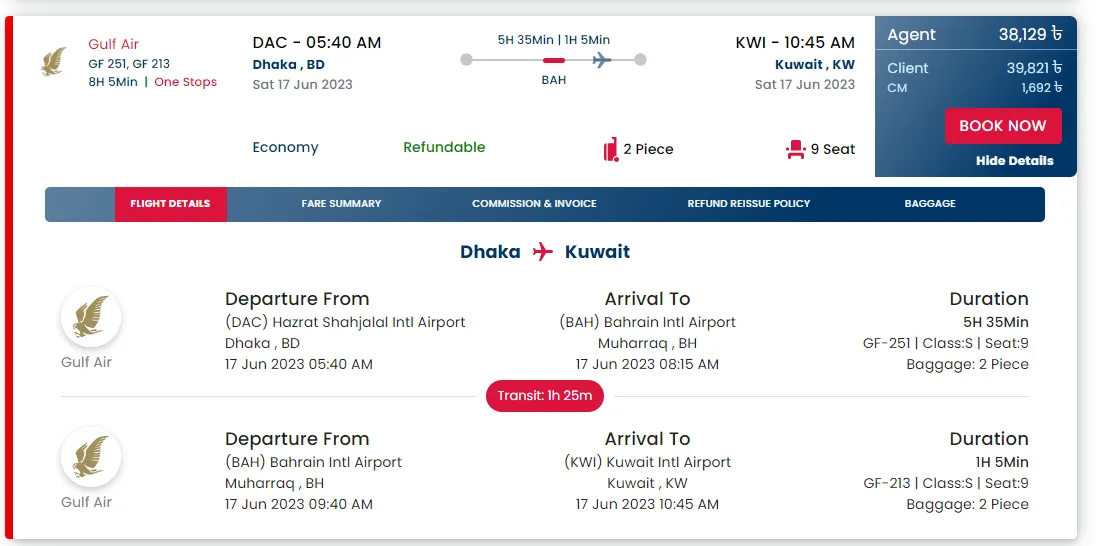 Gulf Air
GF 251, GF 213
8H 5Min | One Stops
DAC - 05:40 AM
Dhaka , BD
Sat 17 Jun 2023
5H 35Min | 1H 5Min
BAH
KWI - 10:45 AM
Kuwait , KW
Sat 17 Jun 2023
Economy
Refundable
2 Piece
9 Seat
Agent 38,129 ৳
Client 39,821 ৳
CM 1,692 ৳
BOOK NOW
Hide Details
FLIGHT DETAILS FARE SUMMARY COMMISSION & INVOICE REFUND REISSUE POLICY BAGGAGE
Dhaka Kuwait
Gulf Air
Departure From
(DAC) Hazrat Shahjalal Intl Airport
Dhaka , BD
17 Jun 2023 05:40 AM
Arrival To
(BAH) Bahrain Intl Airport
Muharraq , BH
17 Jun 2023 08:15 AM
Duration
5H 35Min
GF-251 | Class:S | Seat:9
Baggage: 2 Piece
Transit: 1h 25m
Gulf Air
Departure From
(BAH) Bahrain Intl Airport
Muharraq , BH
17 Jun 2023 09:40 AM
Arrival To
(KWI) Kuwait Intl Airport
Kuwait , KW
17 Jun 2023 10:45 AM
Duration
1H 5Min
GF-213 | Class:S | Seat:9
Baggage: 2 Piece